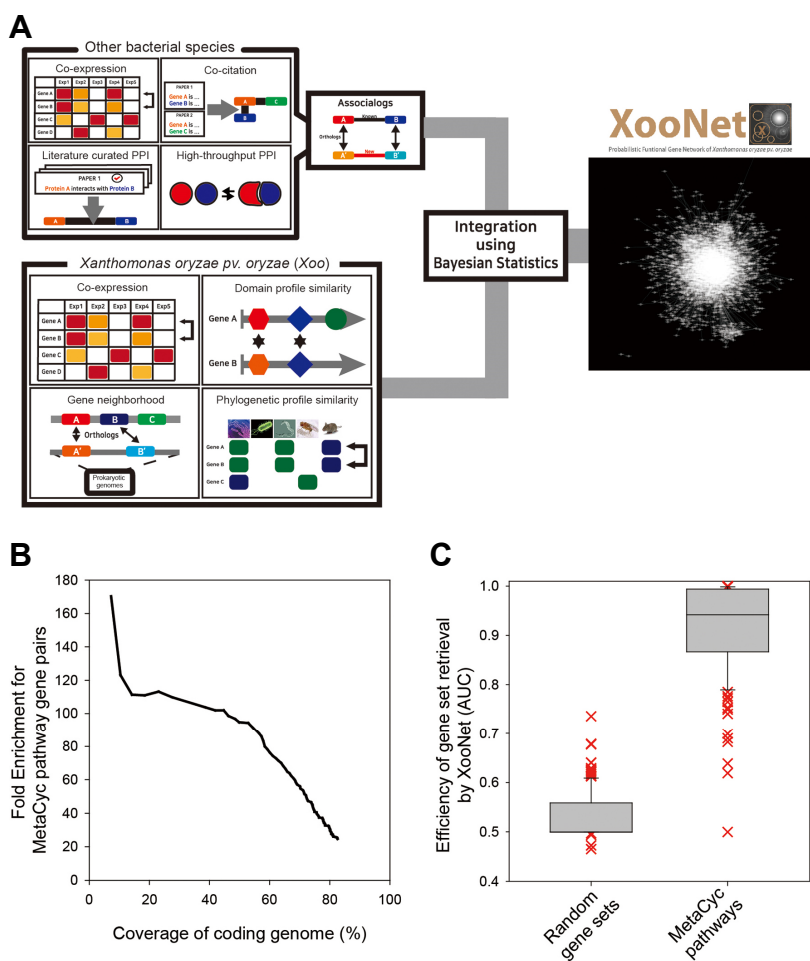 A
Other bacterial species
Co-expression
Exp1 Exp2 Exp3 Exp4 Exp5
Gene A
Gene B
Gene C
Gene D
Co-citation
PAPER 1
Gene A is ...
Gene B is ...
PAPER 2
Gene A is ...
Gene C is ...
A C
B
Literature curated PPI
PAPER 1
Protein A interacts with Protein B
A B
High-throughput PPI
Associalogs
A Known B
Orthologs
A' New B'
Xanthomonas oryzae pv. oryzae (Xoo)
Co-expression
Exp1 Exp2 Exp3 Exp4 Exp5
Gene A
Gene B
Gene C
Gene D
Domain profile similarity
Gene A
Gene B
Gene neighborhood
A B C
Orthologs
A' B'
Prokaryotic
genomes
Phylogenetic profile similarity
Gene A
Gene B
Gene C
Integration
using
Bayesian Statistics
XooNet
X
Probabilistic Funtional Gene Network of Xanthomonas oryzae pv. oryzae
B
Fold Enrichment for
MetaCyc pathway gene pairs
180
160
140
120
100
80
60
40
20
0
0 20 40 60 80 100
Coverage of coding genome (%)
C
Efficiency of gene set retrieval
by XooNet (AUC)
1.0
0.9
0.8
0.7
0.6
0.5
0.4
Random
gene sets
MetaCyc
pathways